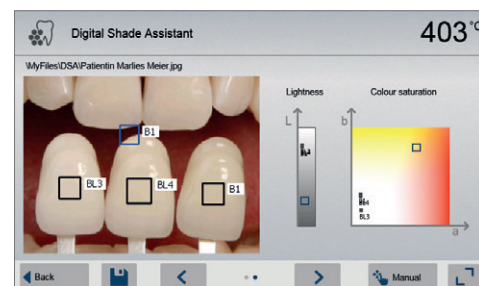 Digital Shade Assistant
403°C
\MyFiles\DSA\Patientin Marlies Meier.jpg
Lightness
Colour saturation
L
b
B1
BL3
BL4
B1
BL3
a
Back
Manual